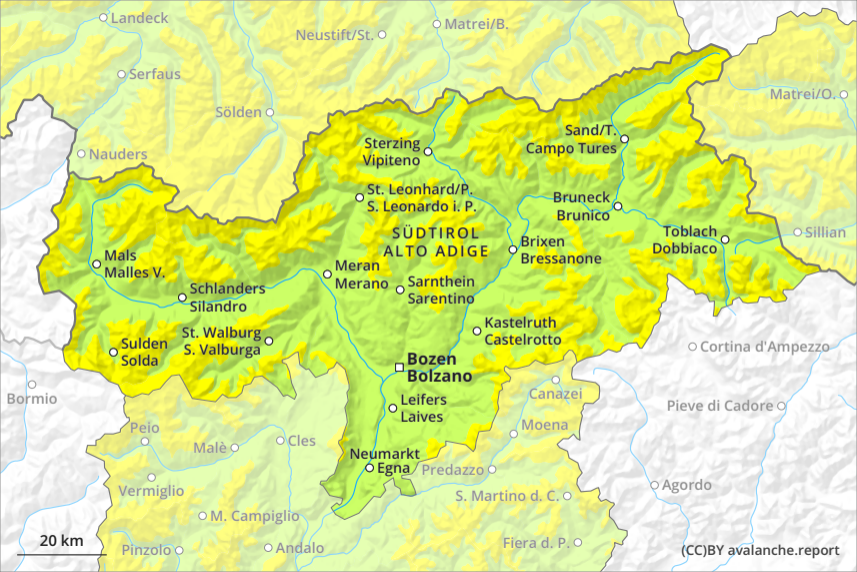 Landeck
Neustift/St.
Matrei/B.
Serfaus
Matrei/O.
Sölden
Sand/T.
Campo Tures
Sterzing
Vipiteno
Nauders
St. Leonhard/P.
S. Leonardo i. P.
Bruneck
Brunico
SÜDTIROL
ALTO ADIGE
Toblach
Dobbiaco
Sillian
Brixen
Bressanone
Mals
Malles V.
Meran
Merano
Sarnthein
Sarentino
Schlanders
Silandro
Kastelruth
Castelrotto
St. Walburg
S. Valburga
Sulden
Solda
Cortina d'Ampezzo
Bozen
Bolzano
Bormio
Canazei
Leifers
Laives
Pieve di Cadore
Peio
Moena
Cles
Malè
Neumarkt
Egna
Predazzo
Vermiglio
Agordo
S. Martino d. C.
M. Campiglio
20 km
Pinzolo
Andalo
Fiera d. P.
(CC)BY avalanche.report